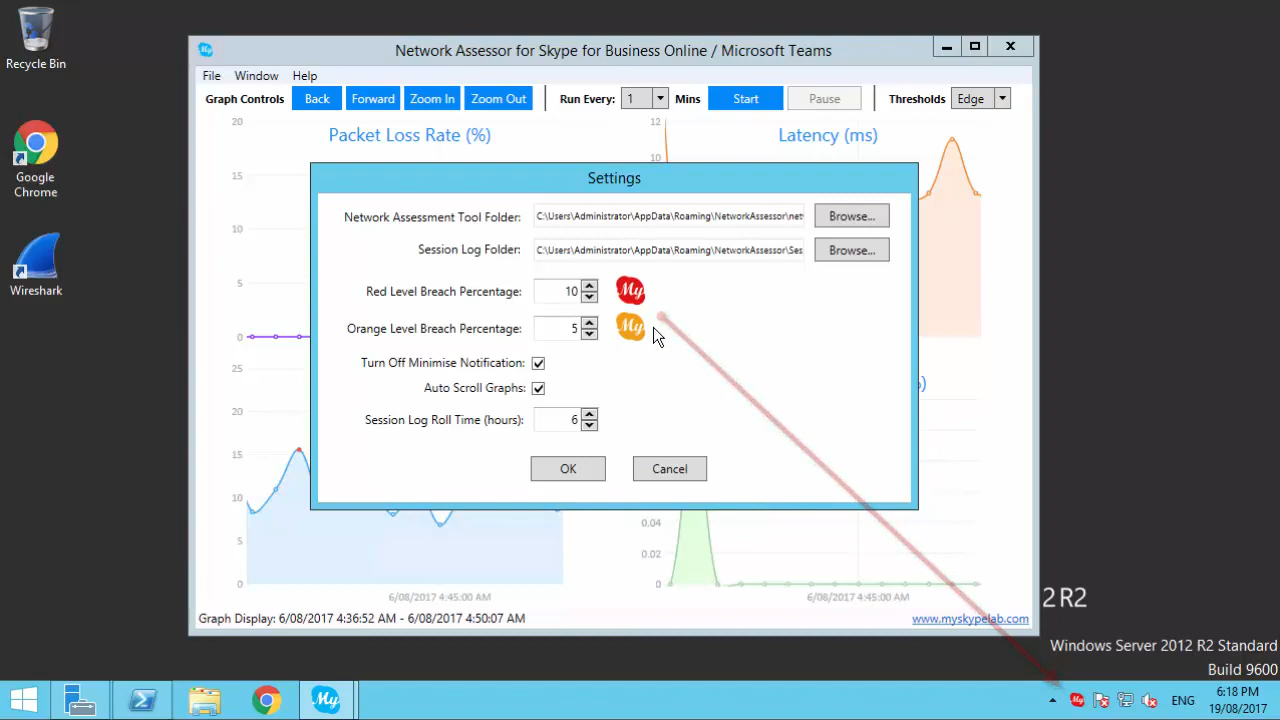 Recycle Bin
Google
Chrome
Wireshark
My
Network Assessor for Skype for Business Online / Microsoft Teams
File Window Help
Graph Controls Back Forward Zoom In Zoom Out Run Every: 1 Mins Start Pause Thresholds Edge
Packet Loss Rate (%)
20
15
10
5
0
Latency (ms)
12
10
Settings
Network Assessment Tool Folder: C:\Users\Administrator\AppData\Roaming\NetworkAssessor\net Browse...
Session Log Folder: C:\Users\Administrator\AppData\Roaming\NetworkAssessor\Ses Browse...
Red Level Breach Percentage: 10 My
Orange Level Breach Percentage: 5 My
Turn Off Minimise Notification:
Auto Scroll Graphs:
Session Log Roll Time (hours): 6
OK Cancel
25
20
15
10
5
0
6/08/2017 4:45:00 AM
)
0.04
0.02
0
6/08/2017 4:45:00 AM
Graph Display: 6/08/2017 4:36:52 AM - 6/08/2017 4:50:07 AM
www.myskypelab.com
2 R2
Windows Server 2012 R2 Standard
Build 9600
My
My
ENG
6:18 PM
19/08/2017